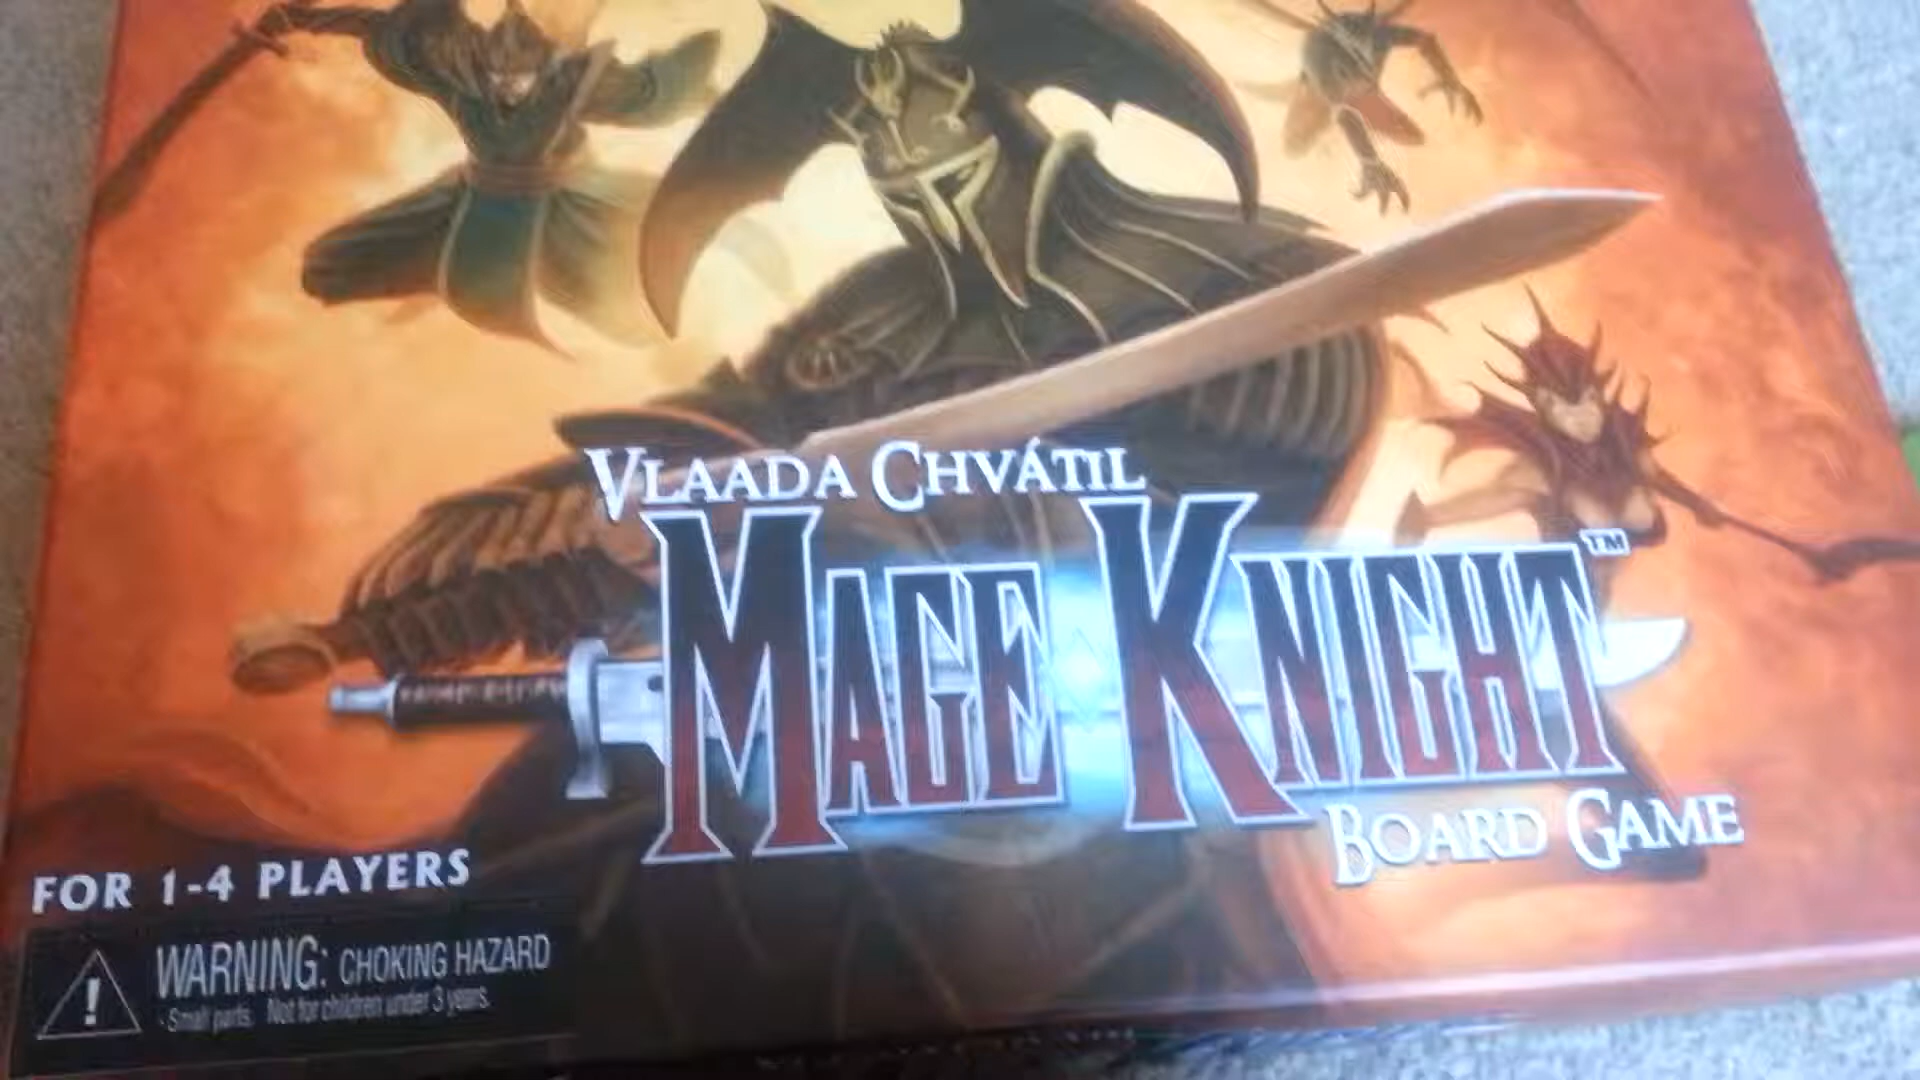 VLAADA CHVÁTIL
MAGE KNIGHT™
BOARD GAME
FOR 1-4 PLAYERS
WARNING: CHOKING HAZARD
Small parts. Not for children under 3 years.